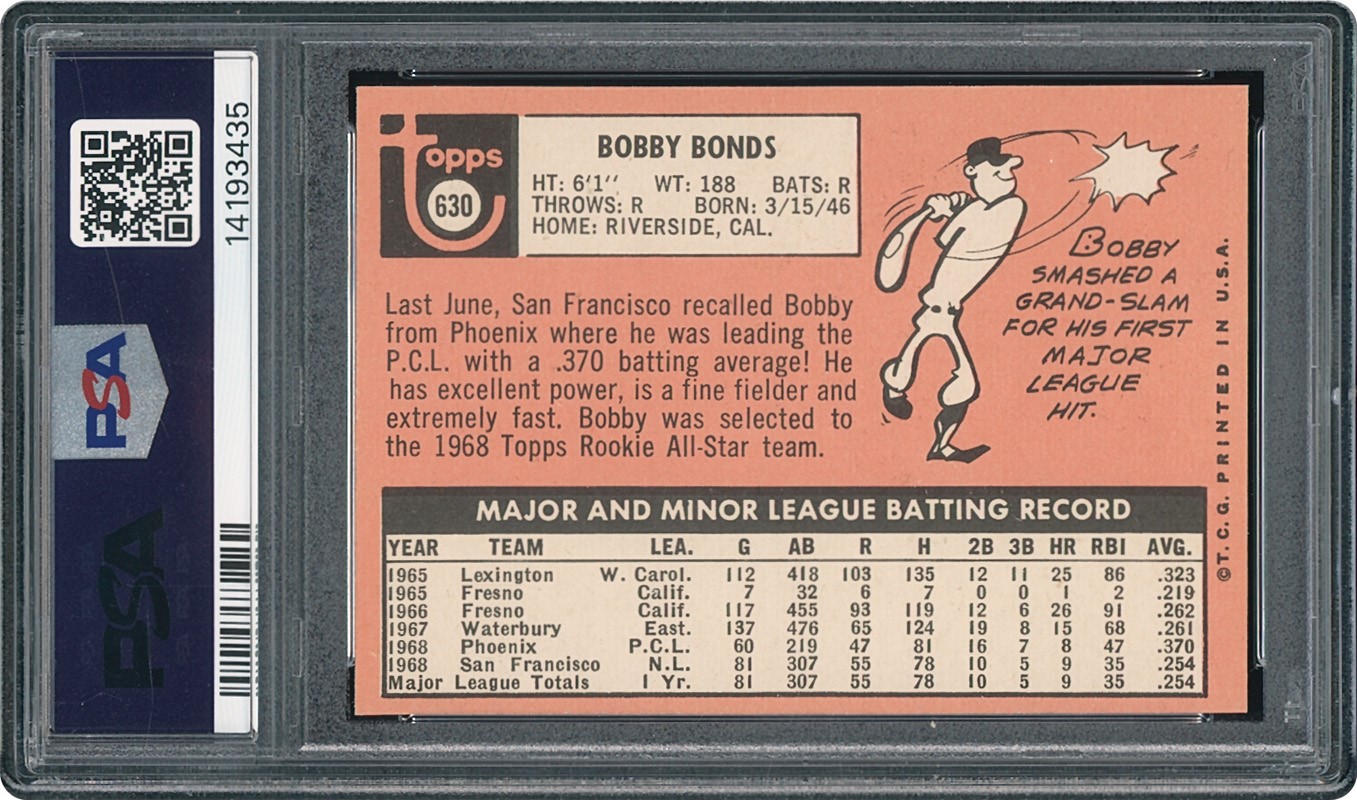 14193435
PSA
PSA
Topps
630
BOBBY BONDS
HT: 6'1'' WT: 188 BATS: R
THROWS: R BORN: 3/15/46
HOME: RIVERSIDE, CAL.
Last June, San Francisco recalled Bobby
from Phoenix where he was leading the
P.C.L. with a .370 batting average! He
has excellent power, is a fine fielder and
extremely fast. Bobby was selected to
the 1968 Topps Rookie All-Star team.
BOBBY
SMASHED A
GRAND-SLAM
FOR HIS FIRST
MAJOR
LEAGUE
HIT.
©T. C. G. PRINTED IN U.S.A.
MAJOR AND MINOR LEAGUE BATTING RECORD
YEAR TEAM LEA. G AB R H 2B 3B HR RBI AVG.
1965 Lexington W. Carol. 112 418 103 135 12 11 25 86 .323
1965 Fresno Calif. 7 32 6 7 0 0 1 2 .219
1966 Fresno Calif. 117 455 93 119 12 6 26 91 .262
1967 Waterbury East. 137 476 65 124 19 8 15 68 .261
1968 Phoenix P.C.L. 60 219 47 81 16 7 8 47 .370
1968 San Francisco N.L. 81 307 55 78 10 5 9 35 .254
Major League Totals 1 Yr. 81 307 55 78 10 5 9 35 .254